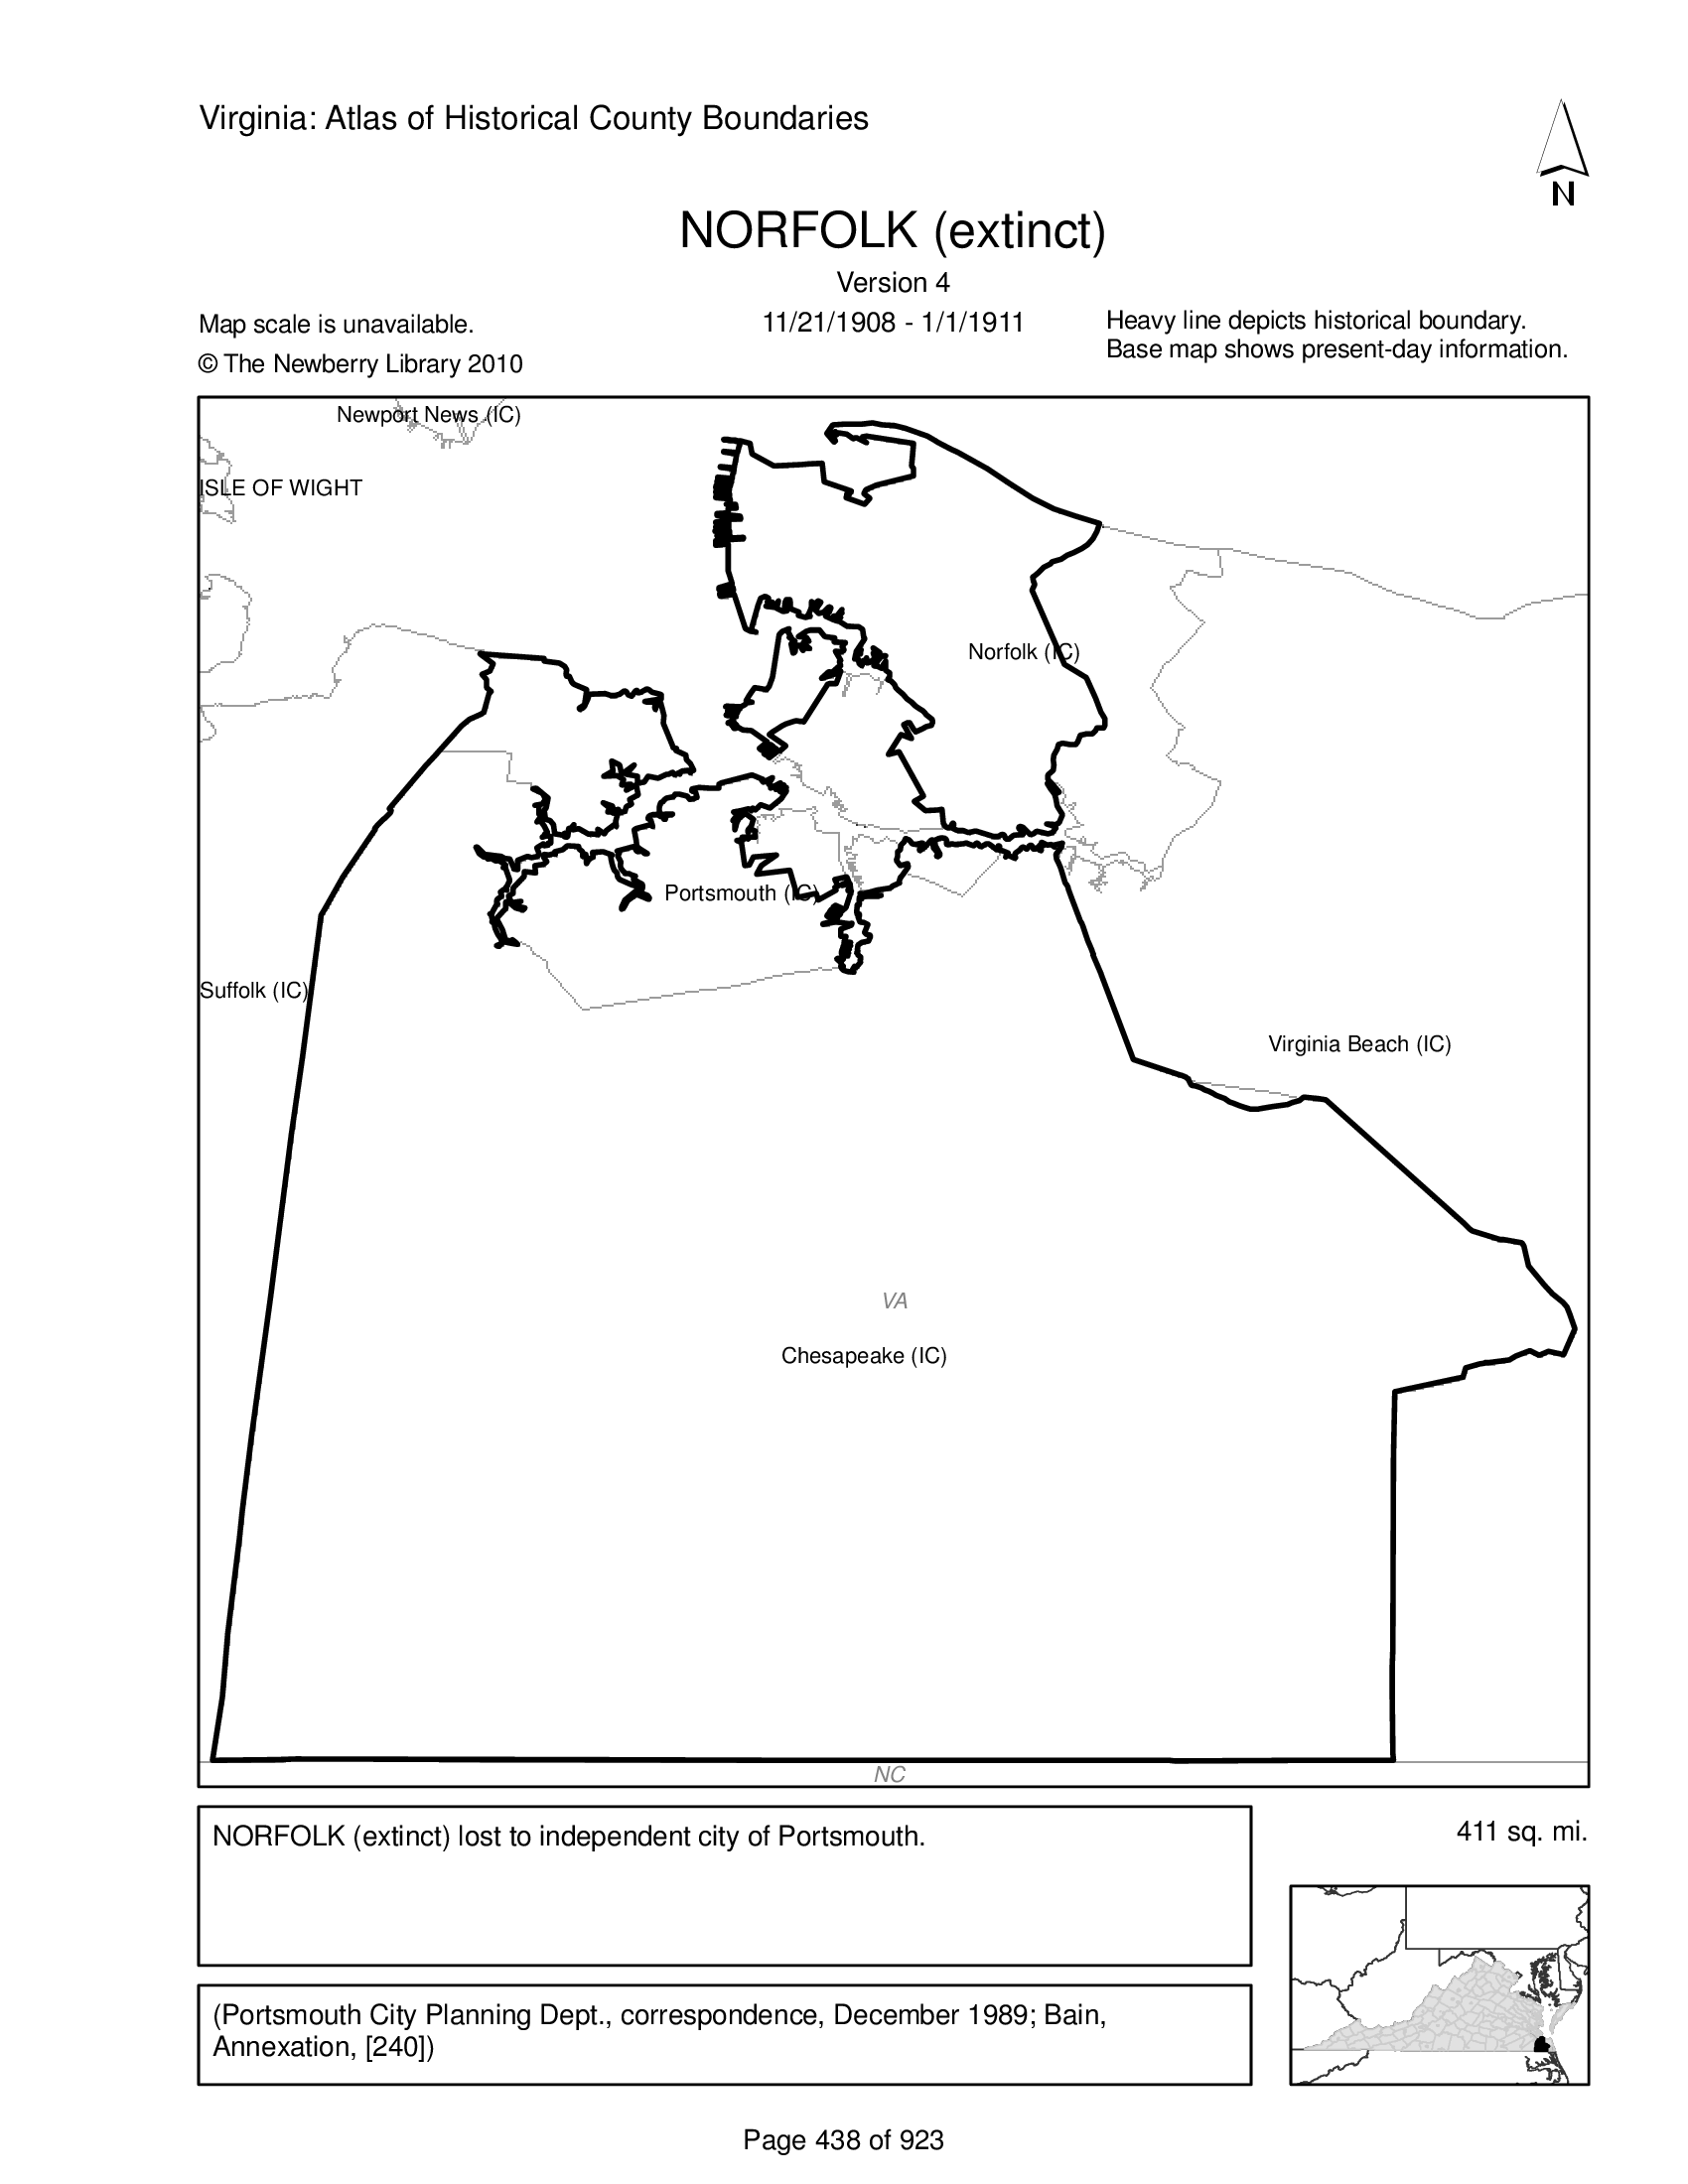 Virginia: Atlas of Historical County Boundaries
N
NORFOLK (extinct)
Version 4
11/21/1908 - 1/1/1911
Map scale is unavailable.
© The Newberry Library 2010
Heavy line depicts historical boundary.
Base map shows present-day information.
Newport News (IC)
ISLE OF WIGHT
Norfolk (IC)
Portsmouth (IC)
Suffolk (IC)
Virginia Beach (IC)
VA
Chesapeake (IC)
NC
NORFOLK (extinct) lost to independent city of Portsmouth.
411 sq. mi.
(Portsmouth City Planning Dept., correspondence, December 1989; Bain,
Annexation, [240])
Page 438 of 923